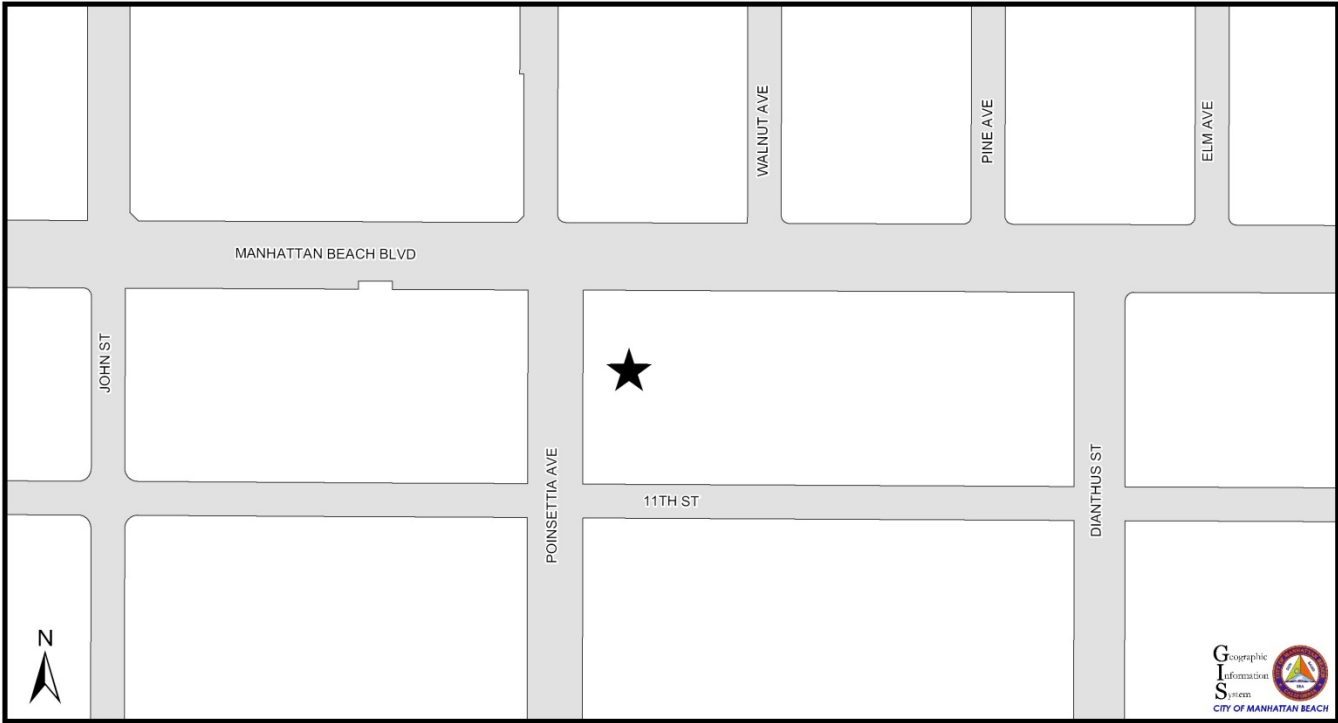 WALNUT AVE
PINE AVE
ELM AVE
MANHATTAN BEACH BLVD
JOHN ST
POINSETTIA AVE
11TH ST
DIANTHUS ST
N
Geographic
Information
System
CITY OF MANHATTAN BEACH